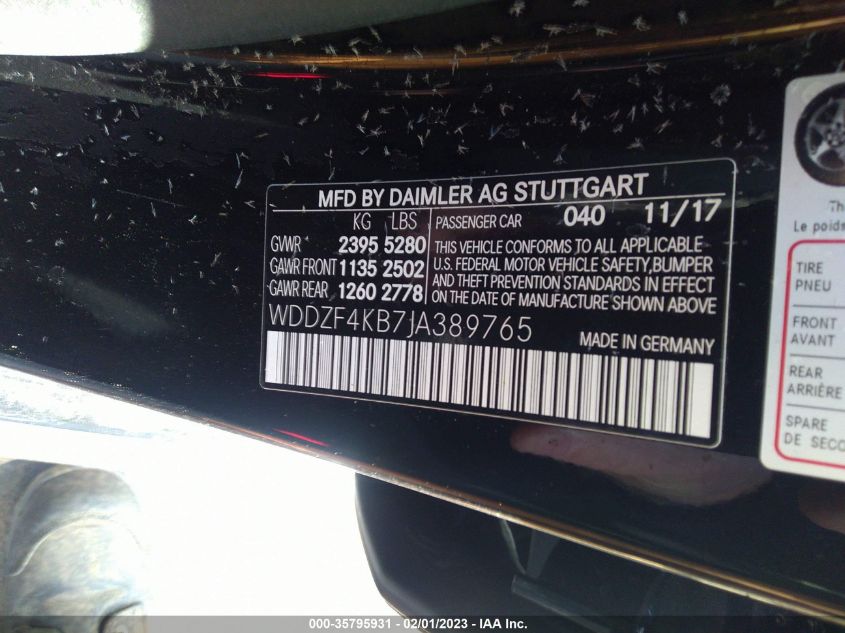 MFD BY DAIMLER AG STUTTGART
KG LBS
GVWR 2395 5280
GAWR FRONT 1135 2502
GAWR REAR 1260 2778
PASSENGER CAR 040 11/17
THIS VEHICLE CONFORMS TO ALL APPLICABLE
U.S. FEDERAL MOTOR VEHICLE SAFETY, BUMPER
AND THEFT PREVENTION STANDARDS IN EFFECT
ON THE DATE OF MANUFACTURE SHOWN ABOVE
WDDZF4KB7JA389765
MADE IN GERMANY
Th
Le poids
TIRE
PNEU
FRONT
AVANT
REAR
ARRIÈRE
SPARE
DE SECO
000-35795931 - 02/01/2023 - IAA Inc.